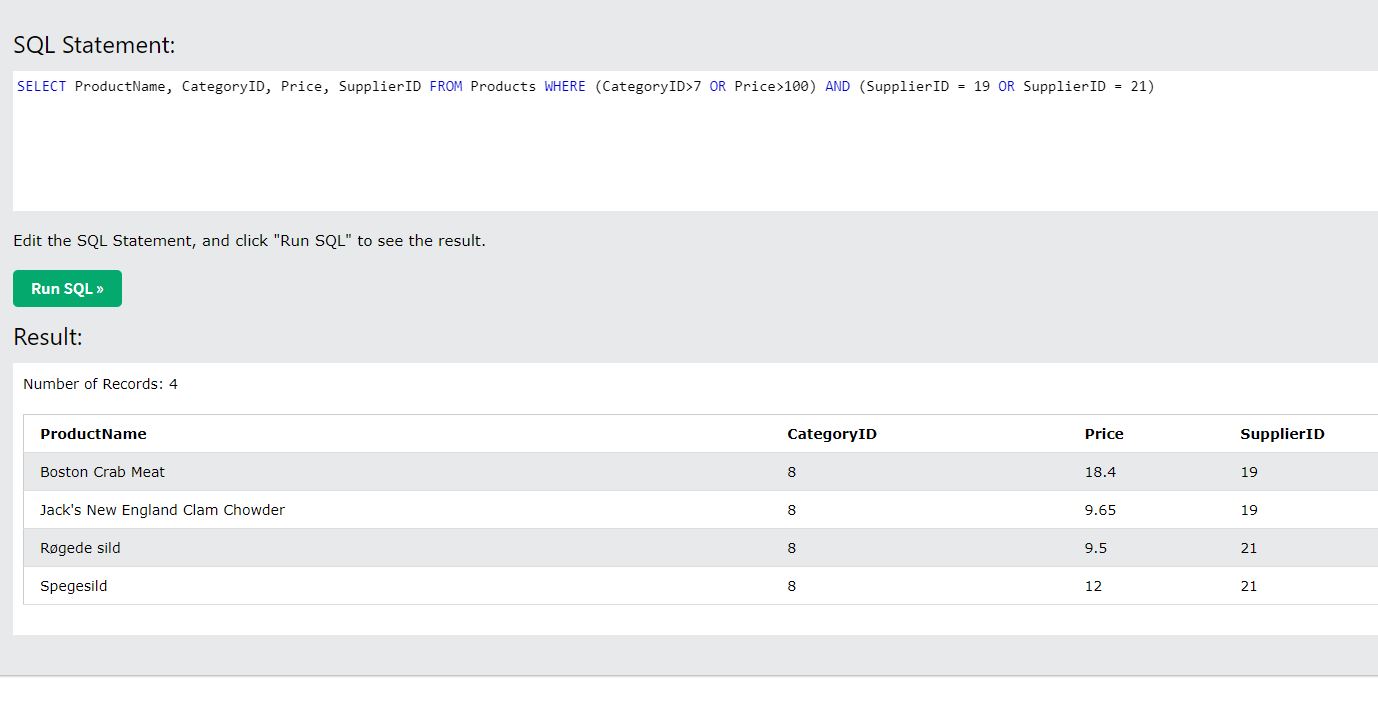 SQL Statement:
SELECT ProductName, CategoryID, Price, SupplierID FROM Products WHERE (CategoryID>7 OR Price>100) AND (SupplierID = 19 OR SupplierID = 21)
Edit the SQL Statement, and click "Run SQL" to see the result.
Run SQL »
Result:
Number of Records: 4
ProductName CategoryID Price SupplierID
Boston Crab Meat 8 18.4 19
Jack's New England Clam Chowder 8 9.65 19
Røgede sild 8 9.5 21
Spegesild 8 12 21